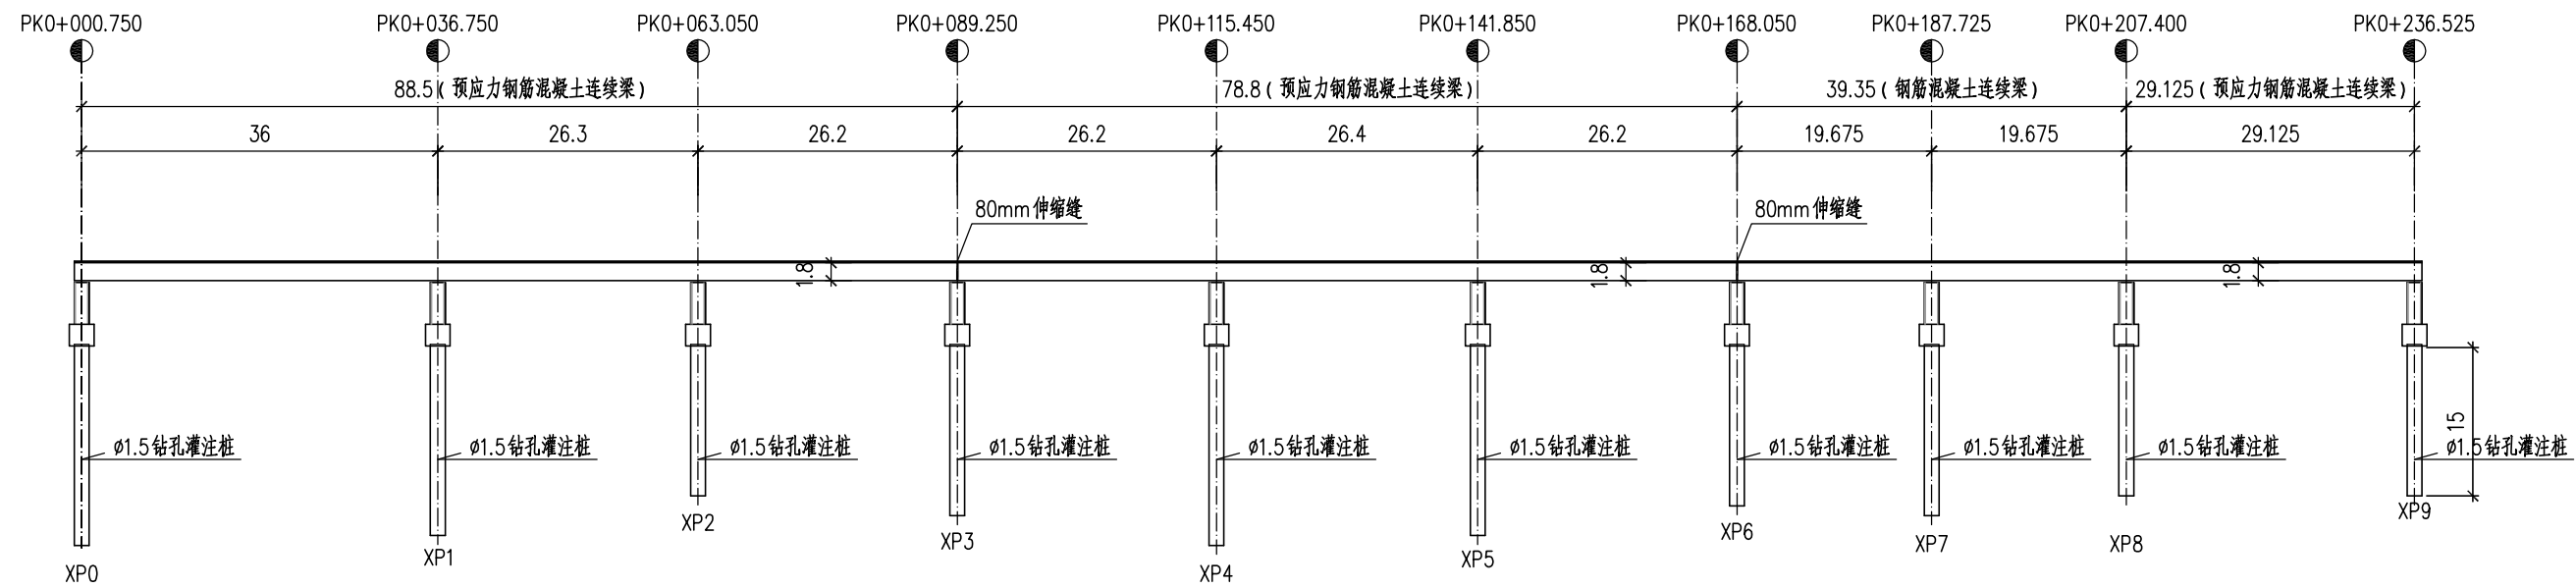 PK0+000.750 PK0+036.750 PK0+063.050 PK0+089.250 PK0+115.450 PK0+141.850 PK0+168.050 PK0+187.725 PK0+207.400 PK0+236.525
88.5(预应力钢筋混凝土连续梁) 78.8(预应力钢筋混凝土连续梁) 39.35(钢筋混凝土连续梁) 29.125(预应力钢筋混凝土连续梁)
36 26.3 26.2 26.2 26.4 26.2 19.675 19.675 29.125
80mm伸缩缝 80mm伸缩缝
1.8 1.8 1.8
15
ø1.5钻孔灌注桩 ø1.5钻孔灌注桩 ø1.5钻孔灌注桩 ø1.5钻孔灌注桩 ø1.5钻孔灌注桩 ø1.5钻孔灌注桩 ø1.5钻孔灌注桩 ø1.5钻孔灌注桩 ø1.5钻孔灌注桩 ø1.5钻孔灌注桩
XP0 XP1 XP2 XP3 XP4 XP5 XP6 XP7 XP8 XP9